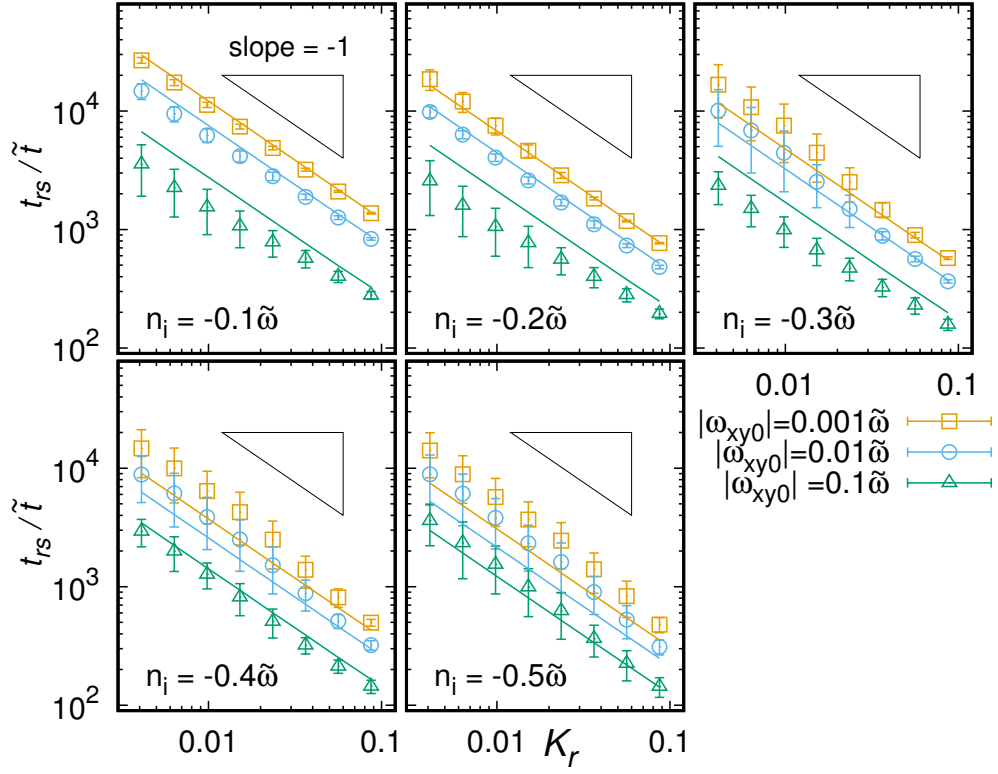 slope = -1
t_rs/t̃
10^4
10^3
10^2
n_i = -0.1ω̃
n_i = -0.2ω̃
n_i = -0.3ω̃
0.01
0.1
|ω_xy0|=0.001ω̃
|ω_xy0|=0.01ω̃
|ω_xy0| =0.1ω̃
t_rs/t̃
10^4
10^3
10^2
n_i = -0.4ω̃
n_i = -0.5ω̃
0.01
0.1
0.01
K_r
0.1